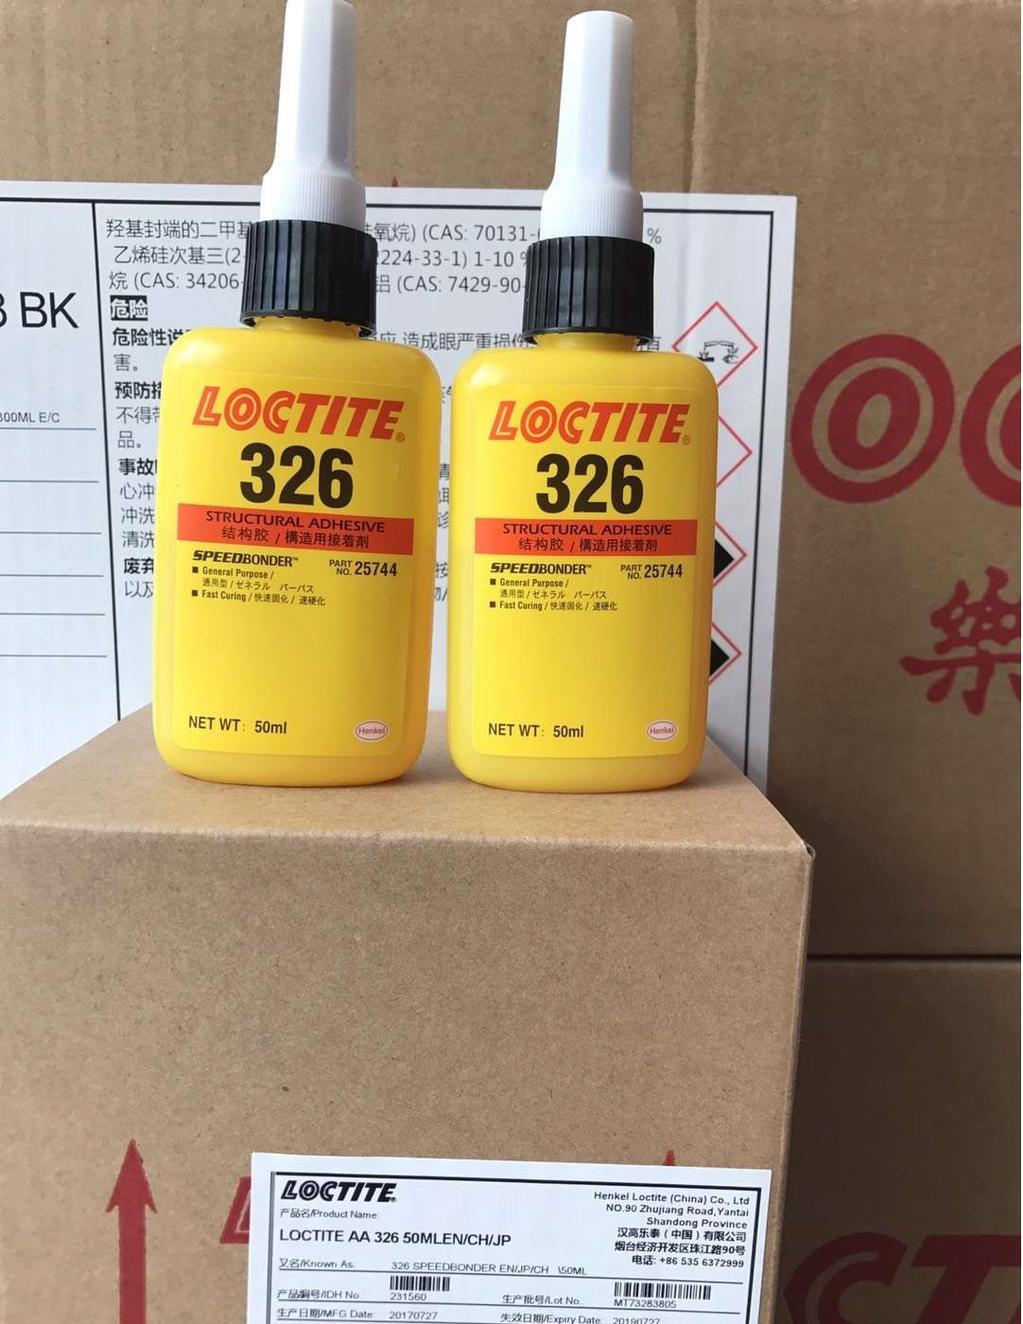 羟基封端的二甲基
氧烷) (CAS: 70131-
%
乙烯硅次基三(2-
2224-33-1) 1-10 %
烷 (CAS: 34206-
铝 (CAS: 7429-90-
BK
危险
危险性说
应 造成眼严重损伤
害。
预防措
300ML E/C
不得
品。
事故
心冲
冲洗
清洗
废弃
以及
LOCTITE®
326
STRUCTURAL ADHESIVE
结构胶 / 構造用接着剤
SPEEDBONDER™
PART NO. 25744
■ General Purpose /
通用型 / ゼネラル パーパス
■ Fast Curing / 快速固化 / 速硬化
NET WT: 50ml
Henkel
LOCTITE®
326
STRUCTURAL ADHESIVE
结构胶 / 構造用接着剤
SPEEDBONDER™
PART NO. 25744
■ General Purpose /
通用型 / ゼネラル パーパス
■ Fast Curing / 快速固化 / 速硬化
NET WT: 50ml
Henkel
OC
樂
CT
LOCTITE®
产品名/Product Name:
LOCTITE AA 326 50MLEN/CH/JP
Henkel Loctite (China) Co., Ltd
NO.90 Zhujiang Road,Yantai
Shandong Province
汉高乐泰（中国）有限公司
烟台经济开发区珠江路90号
电话: +86 535 6372999
又名/Known As: 326 SPEEDBONDER EN/JP/CH \50ML
产品编号/IDH No. 231560
生产批号/Lot No. MT73283805
生产日期/MFG Date: 20170727
失效日期/Expiry Date: 20190727